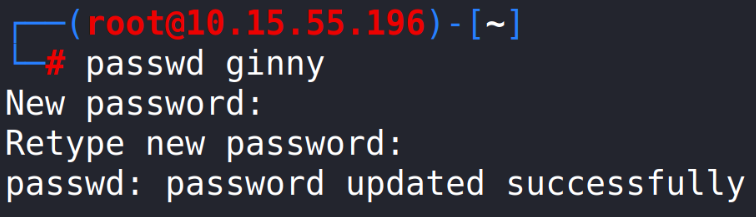 ┌──(root@10.15.55.196)-[~]
└─# passwd ginny
New password:
Retype new password:
passwd: password updated successfully